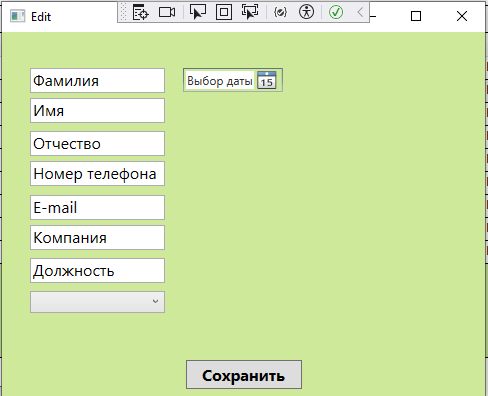 Edit
Фамилия
Выбор даты 15
Имя
Отчество
Номер телефона
E-mail
Компания
Должность
Сохранить